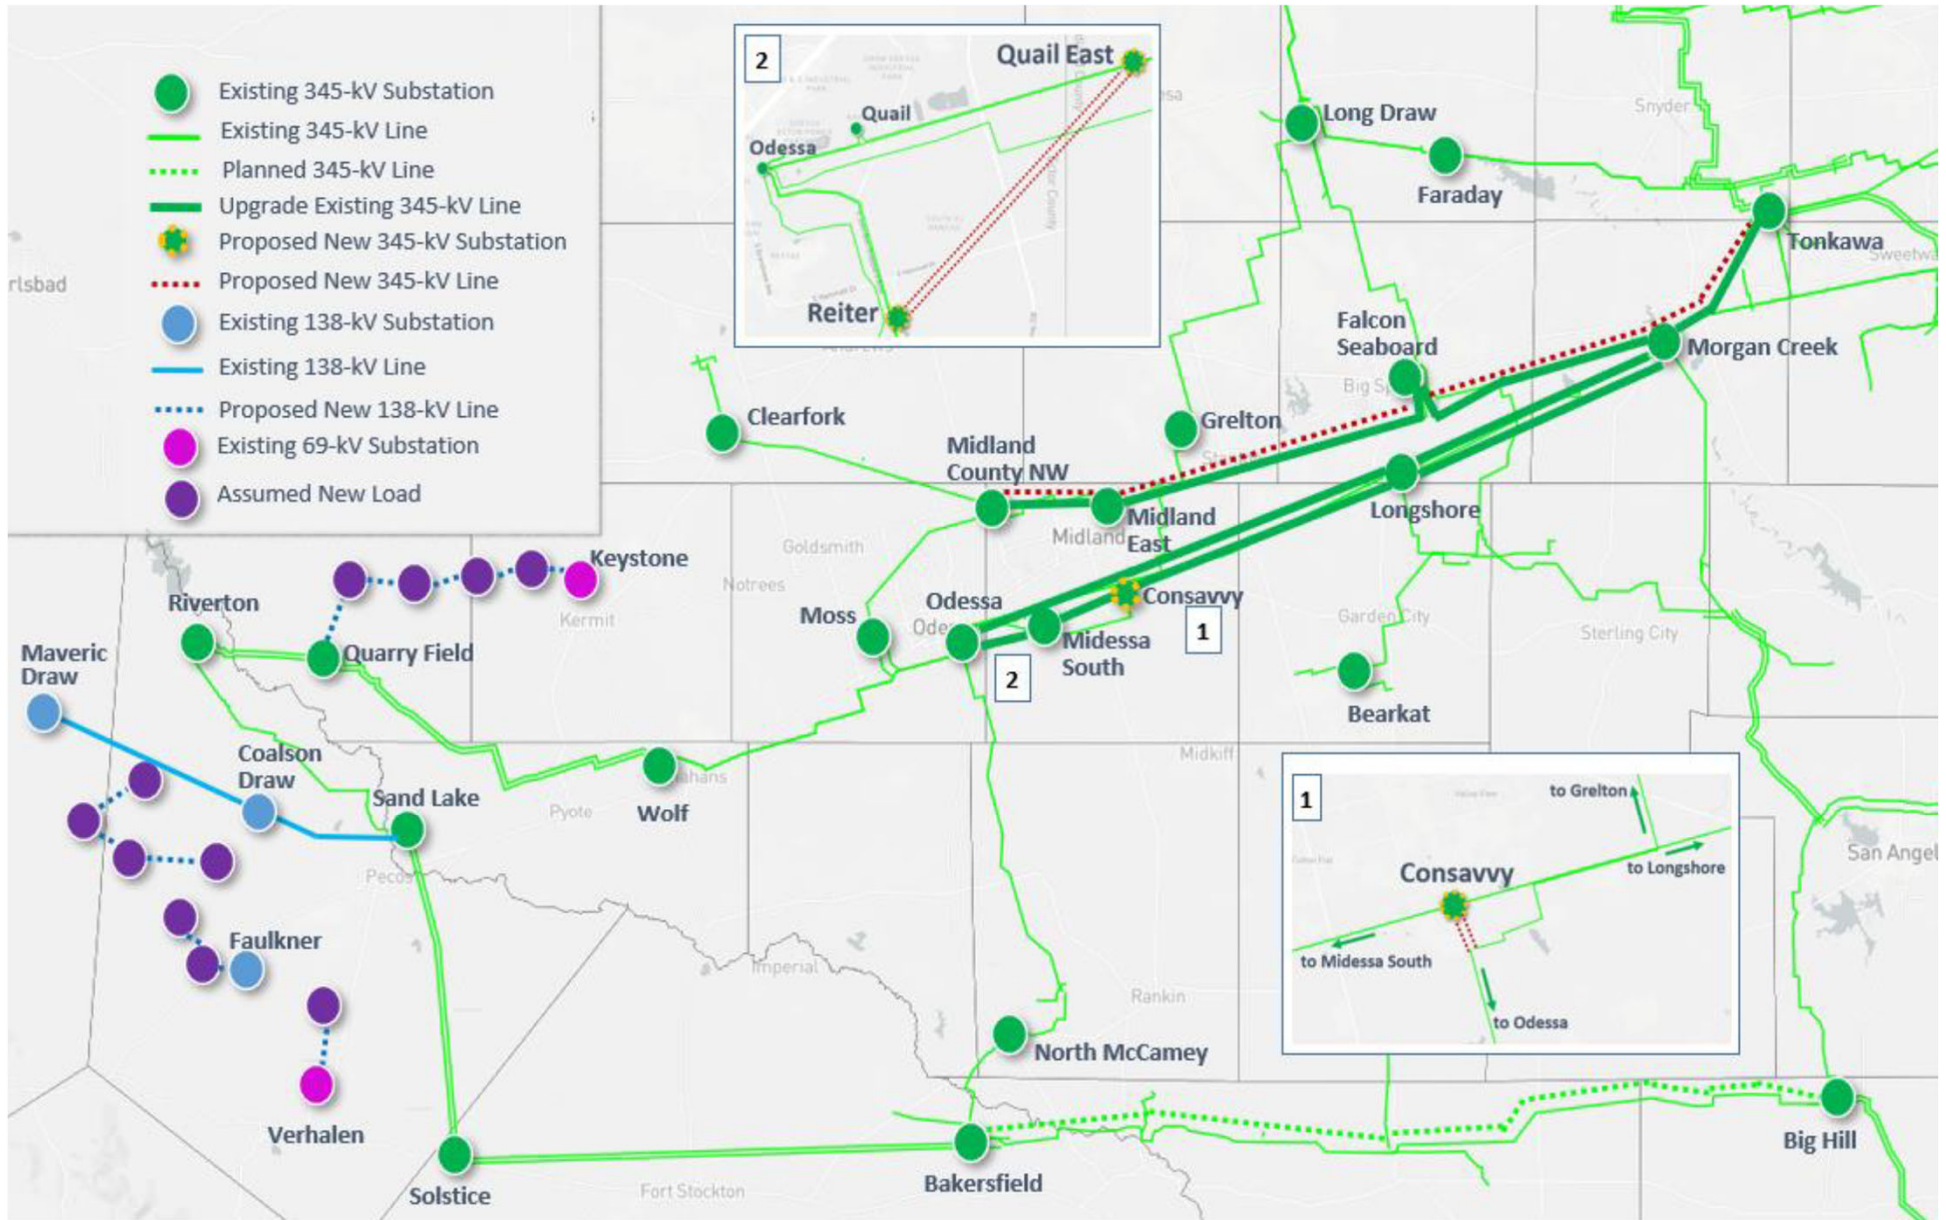 Existing 345-kV Substation
Existing 345-kV Line
Planned 345-kV Line
Upgrade Existing 345-kV Line
Proposed New 345-kV Substation
Proposed New 345-kV Line
Existing 138-kV Substation
Existing 138-kV Line
Proposed New 138-kV Line
Existing 69-kV Substation
Assumed New Load
rlsbad
2
Quail East
Quail
Odessa
Reiter
Long Draw
Snyder
Faraday
Tonkawa
Sweetwa
Falcon
Seaboard
Big Sp
Morgan Creek
Clearfork
Grelton
Midland
County NW
Longshore
Midland
East
Midland
Goldsmith
Notrees
Keystone
Kermit
Riverton
Moss
Odessa
Consavvy
1
Garden City
Sterling City
Maveric
Draw
Quarry Field
Midessa
South
2
Bearkat
Coalson
Draw
Midkiff
Sand Lake
Wolf
Pyote
Pecos
1
to Grelton
to Longshore
Consavvy
to Midessa South
to Odessa
San Angel
Faulkner
Imperial
Rankin
North McCamey
Verhalen
Solstice
Fort Stockton
Bakersfield
Big Hill